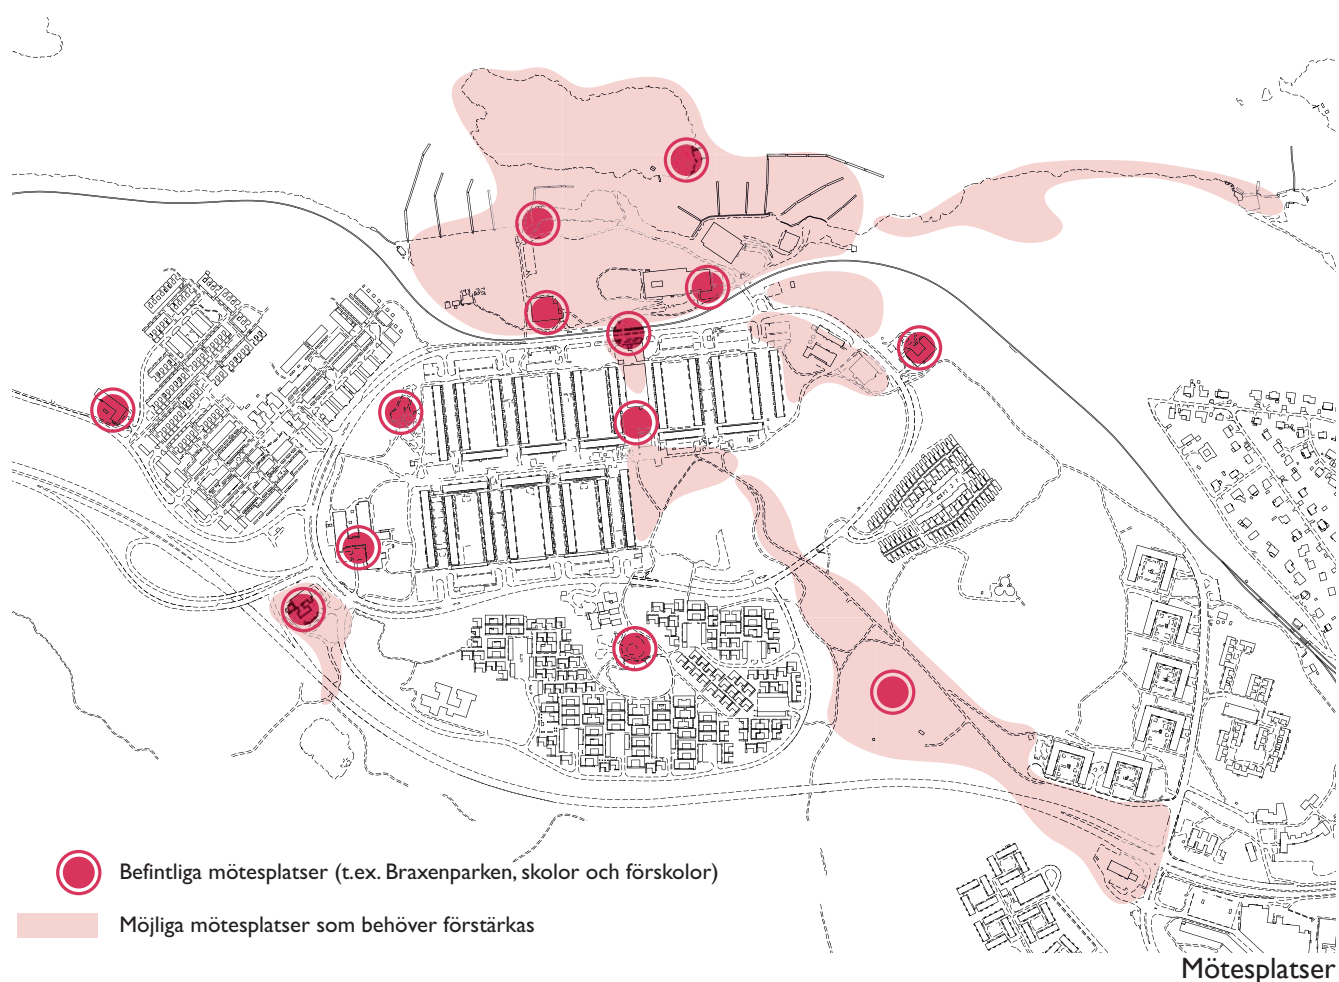 Befintliga mötesplatser (t.ex. Braxenparken, skolor och förskolor)
Möjliga mötesplatser som behöver förstärkas
Mötesplatser